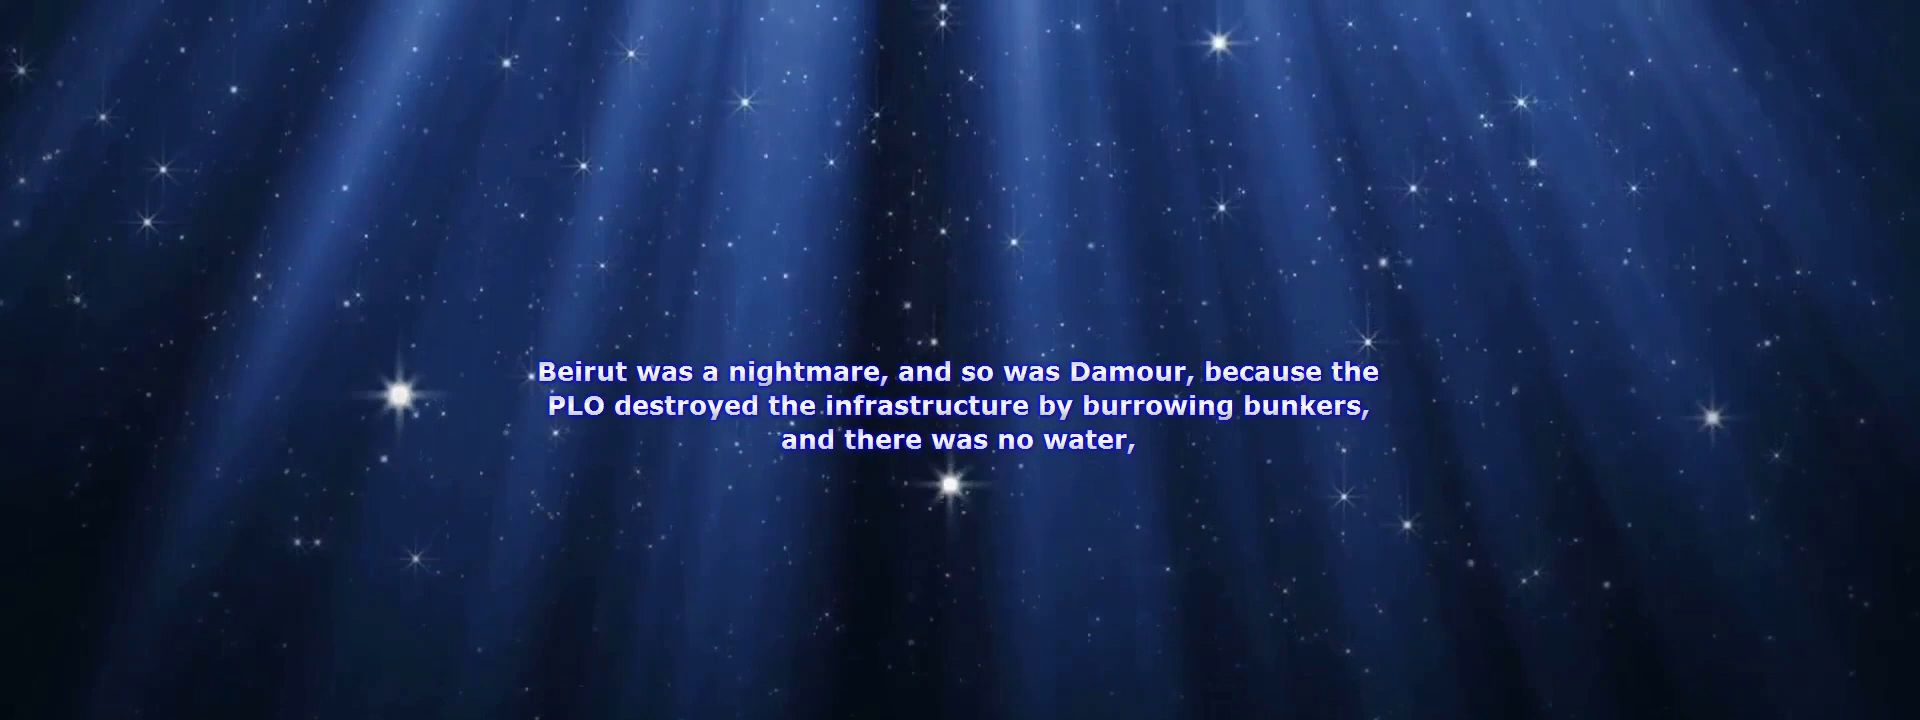 Beirut was a nightmare, and so was Damour, because the
PLO destroyed the infrastructure by burrowing bunkers,
and there was no water,